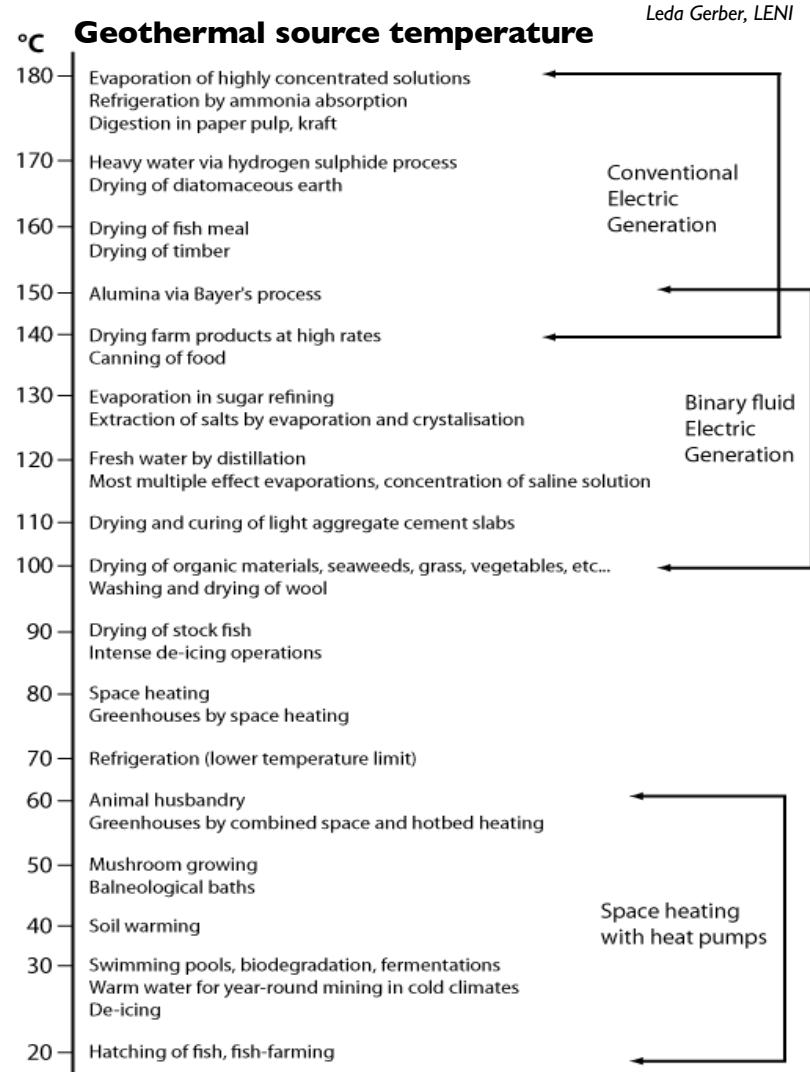 Leda Gerber, LENI
°C Geothermal source temperature
180 Evaporation of highly concentrated solutions
Refrigeration by ammonia absorption
Digestion in paper pulp, kraft
170 Heavy water via hydrogen sulphide process
Drying of diatomaceous earth
Conventional
Electric
Generation
160 Drying of fish meal
Drying of timber
150 Alumina via Bayer's process
140 Drying farm products at high rates
Canning of food
130 Evaporation in sugar refining
Extraction of salts by evaporation and crystalisation
Binary fluid
Electric
Generation
120 Fresh water by distillation
Most multiple effect evaporations, concentration of saline solution
110 Drying and curing of light aggregate cement slabs
100 Drying of organic materials, seaweeds, grass, vegetables, etc...
Washing and drying of wool
90 Drying of stock fish
Intense de-icing operations
80 Space heating
Greenhouses by space heating
70 Refrigeration (lower temperature limit)
60 Animal husbandry
Greenhouses by combined space and hotbed heating
50 Mushroom growing
Balneological baths
40 Soil warming
Space heating
with heat pumps
30 Swimming pools, biodegradation, fermentations
Warm water for year-round mining in cold climates
De-icing
20 Hatching of fish, fish-farming